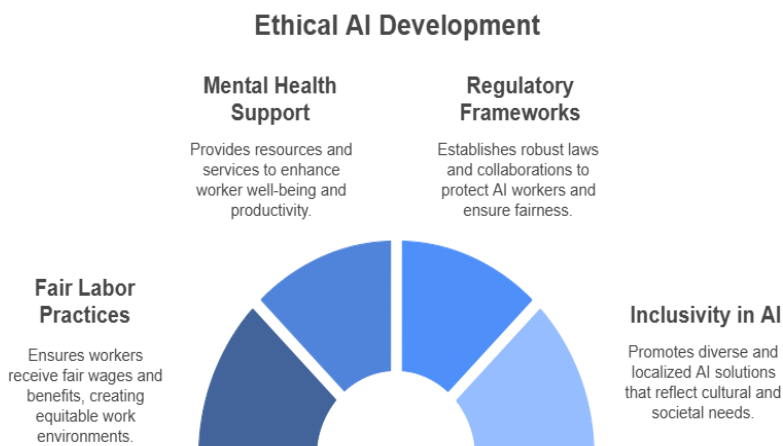 Ethical AI Development
Mental Health
Support
Provides resources and
services to enhance
worker well-being and
productivity.
Regulatory
Frameworks
Establishes robust laws
and collaborations to
protect AI workers and
ensure fairness.
Fair Labor
Practices
Ensures workers
receive fair wages and
benefits, creating
equitable work
environments.
Inclusivity in AI
Promotes diverse and
localized AI solutions
that reflect cultural and
societal needs.